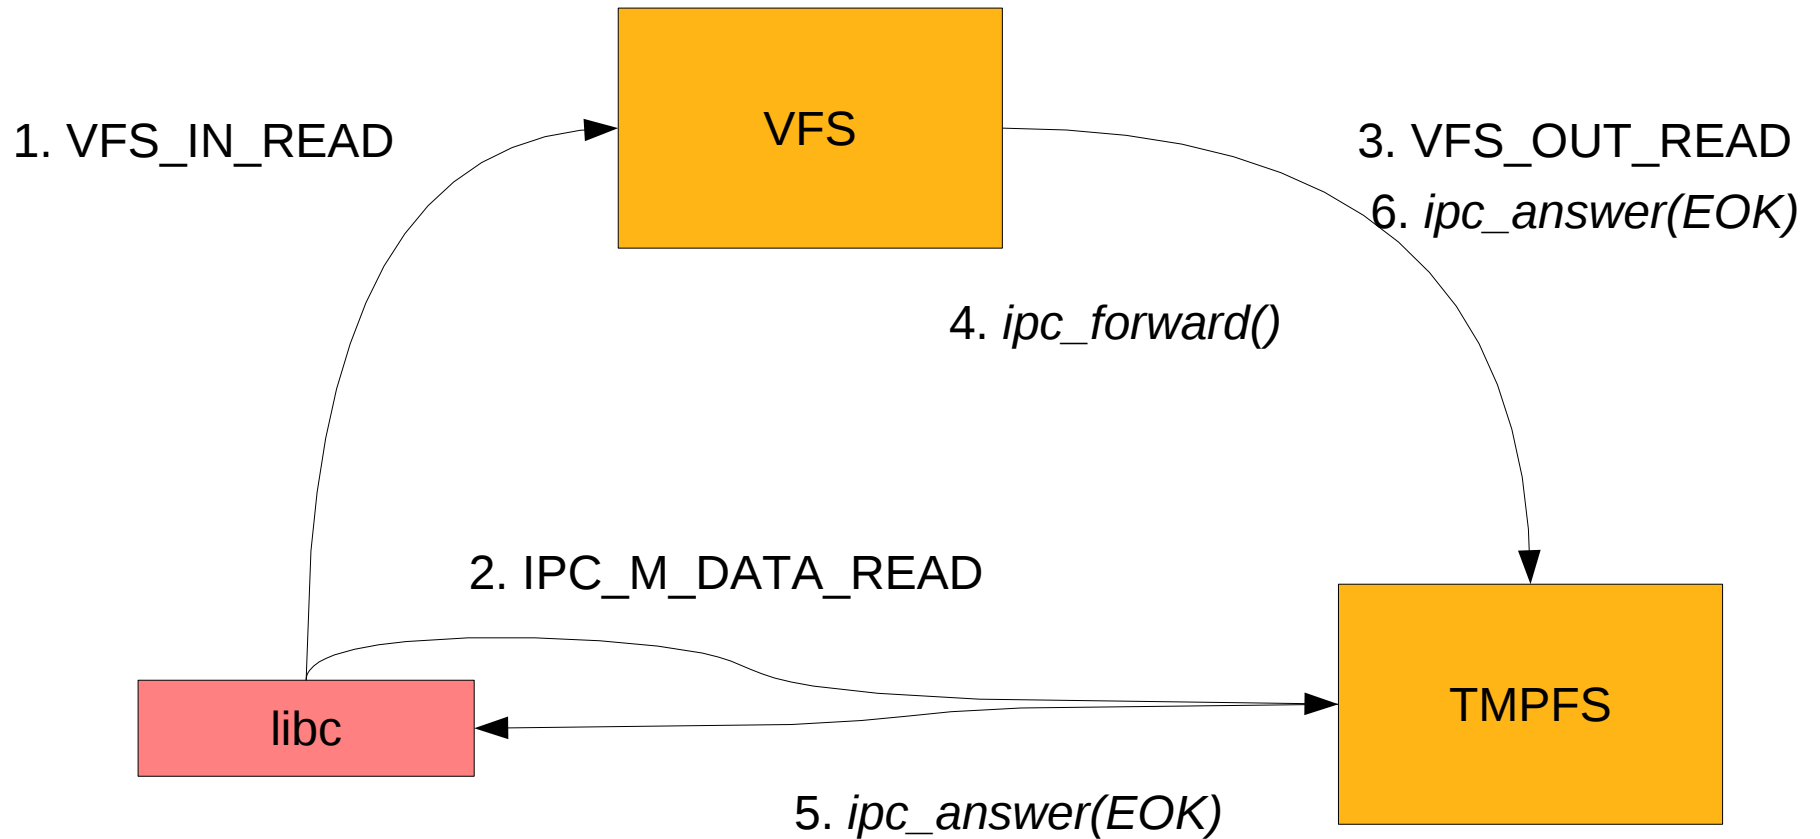 VFS
1. VFS_IN_READ
3. VFS_OUT_READ
6. ipc_answer(EOK)
4. ipc_forward()
2. IPC_M_DATA_READ
libc
TMPFS
5. ipc_answer(EOK)